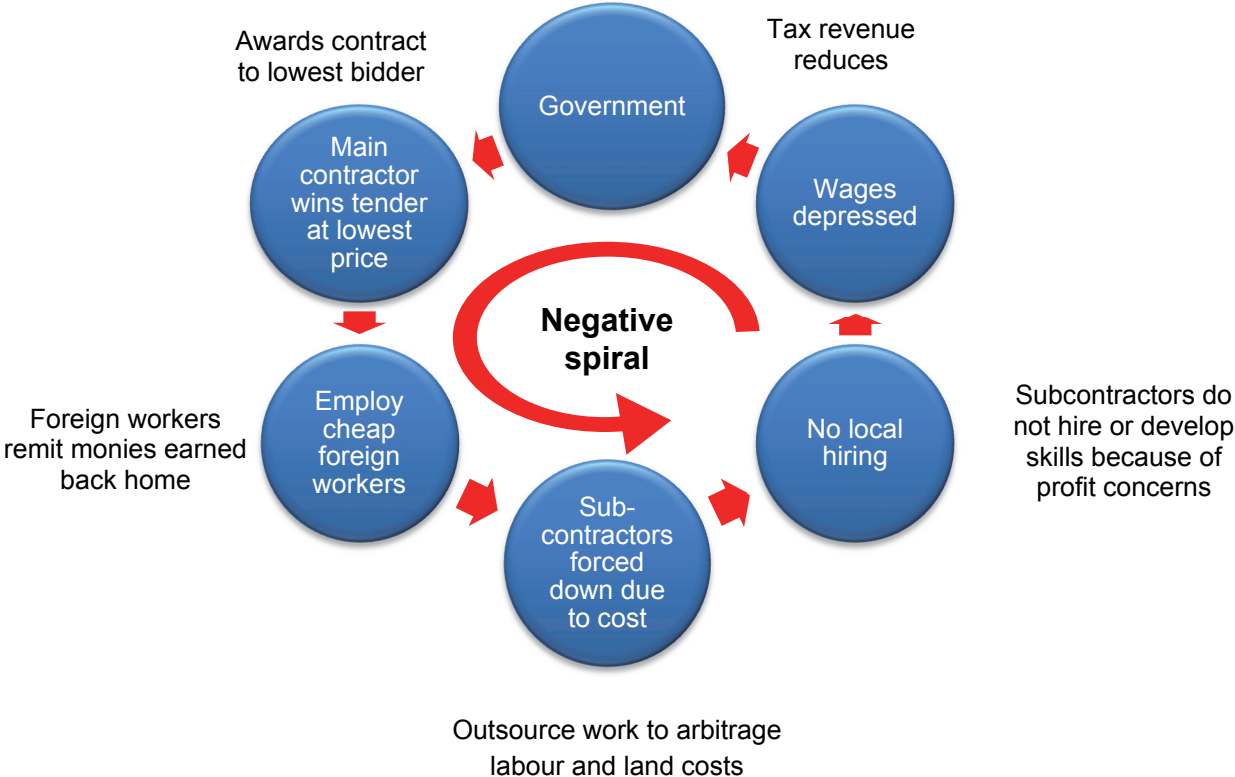 Government
Awards contract
to lowest bidder
Main
contractor
wins tender
at lowest
price
Foreign workers
remit monies earned
back home
Employ
cheap
foreign
workers
Outsource work to arbitrage
labour and land costs
Sub-
contractors
forced
down due
to cost
Subcontractors do
not hire or develop
skills because of
profit concerns
No local
hiring
Tax revenue
reduces
Wages
depressed
Negative
spiral